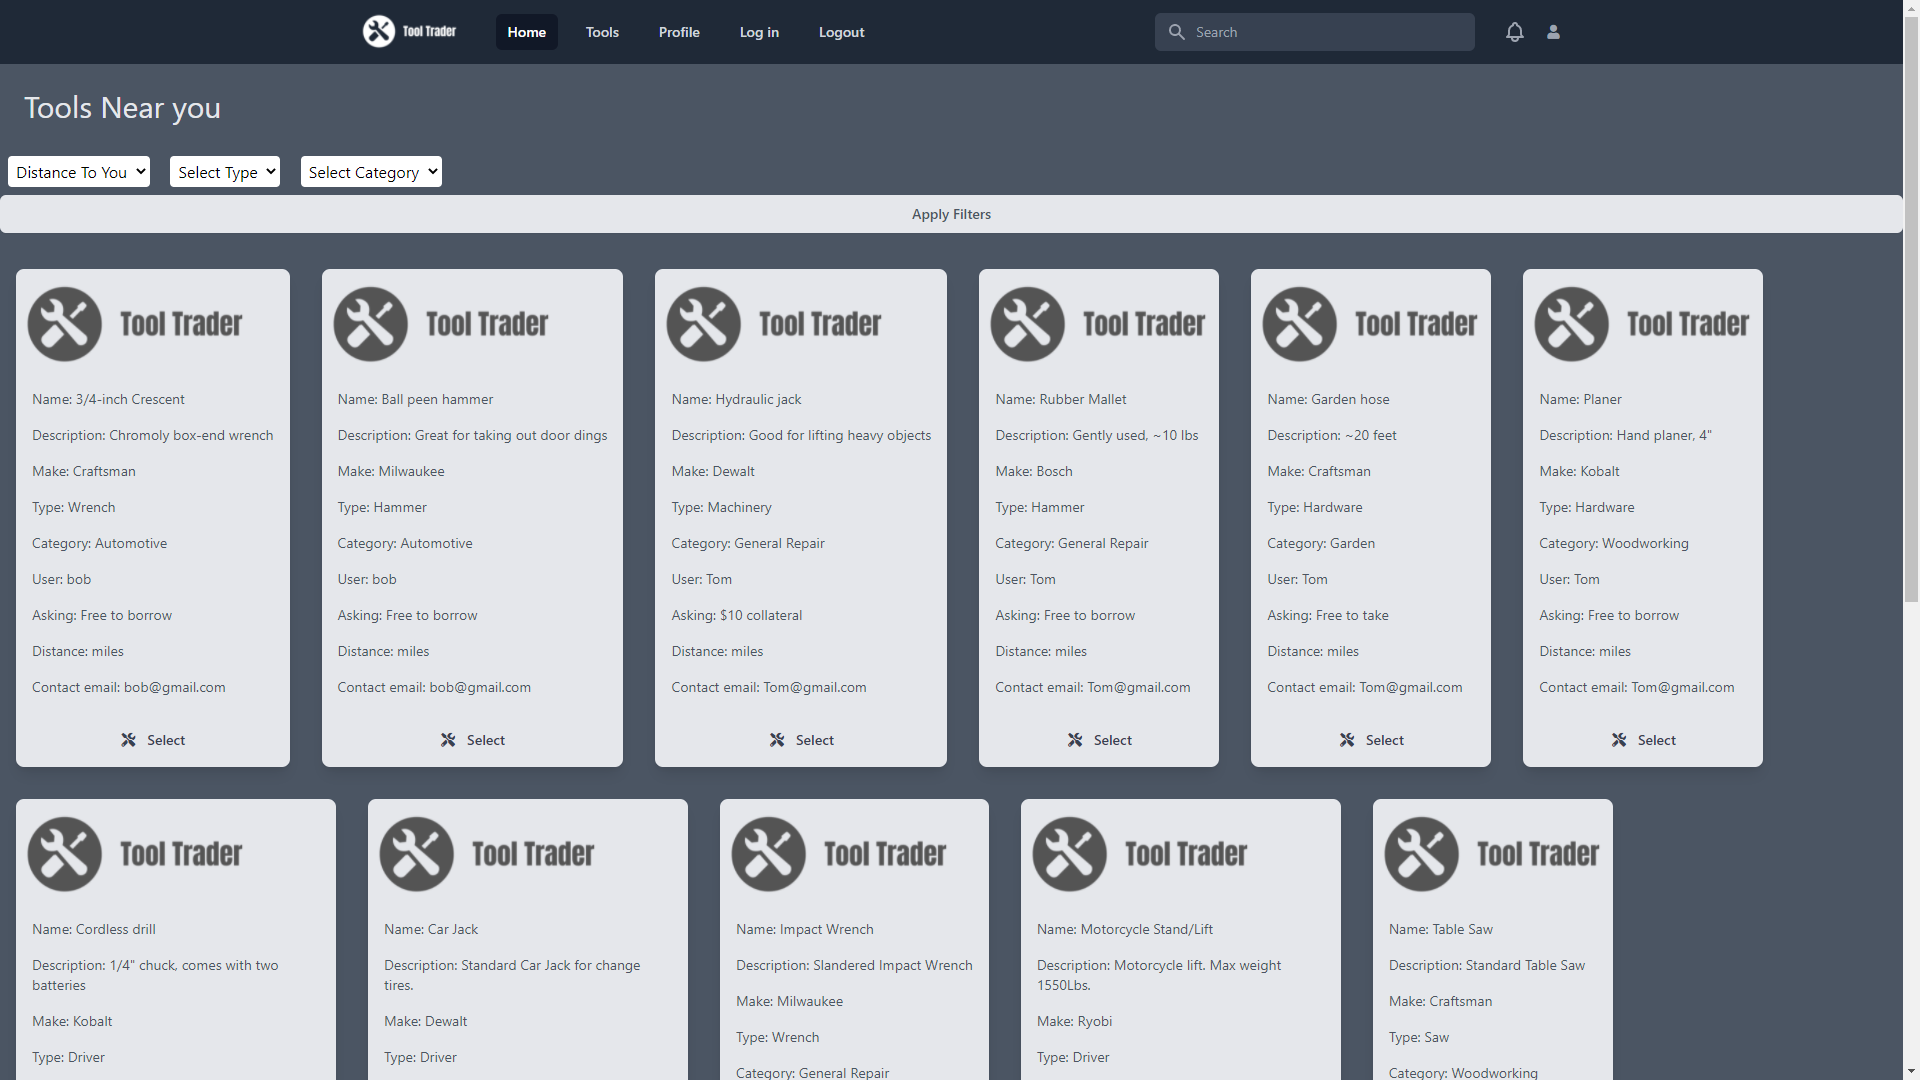 Tool Trader
Home
Tools
Profile
Log in
Logout
Search
Tools Near you
Distance To You
Select Type
Select Category
Apply Filters
Tool Trader
Name: 3/4-inch Crescent
Description: Chromoly box-end wrench
Make: Craftsman
Type: Wrench
Category: Automotive
User: bob
Asking: Free to borrow
Distance: miles
Contact email: bob@gmail.com
Select
Tool Trader
Name: Ball peen hammer
Description: Great for taking out door dings
Make: Milwaukee
Type: Hammer
Category: Automotive
User: bob
Asking: Free to borrow
Distance: miles
Contact email: bob@gmail.com
Select
Tool Trader
Name: Hydraulic jack
Description: Good for lifting heavy objects
Make: Dewalt
Type: Machinery
Category: General Repair
User: Tom
Asking: $10 collateral
Distance: miles
Contact email: Tom@gmail.com
Select
Tool Trader
Name: Rubber Mallet
Description: Gently used, ~10 lbs
Make: Bosch
Type: Hammer
Category: General Repair
User: Tom
Asking: Free to borrow
Distance: miles
Contact email: Tom@gmail.com
Select
Tool Trader
Name: Garden hose
Description: ~20 feet
Make: Craftsman
Type: Hardware
Category: Garden
User: Tom
Asking: Free to take
Distance: miles
Contact email: Tom@gmail.com
Select
Tool Trader
Name: Planer
Description: Hand planer, 4"
Make: Kobalt
Type: Hardware
Category: Woodworking
User: Tom
Asking: Free to borrow
Distance: miles
Contact email: Tom@gmail.com
Select
Tool Trader
Name: Cordless drill
Description: 1/4" chuck, comes with two
batteries
Make: Kobalt
Type: Driver
Tool Trader
Name: Car Jack
Description: Standard Car Jack for change
tires.
Make: Dewalt
Type: Driver
Tool Trader
Name: Impact Wrench
Description: Slandered Impact Wrench
Make: Milwaukee
Type: Wrench
Category: General Repair
Tool Trader
Name: Motorcycle Stand/Lift
Description: Motorcycle lift. Max weight
1550Lbs.
Make: Ryobi
Type: Driver
Tool Trader
Name: Table Saw
Description: Standard Table Saw
Make: Craftsman
Type: Saw
Category: Woodworking